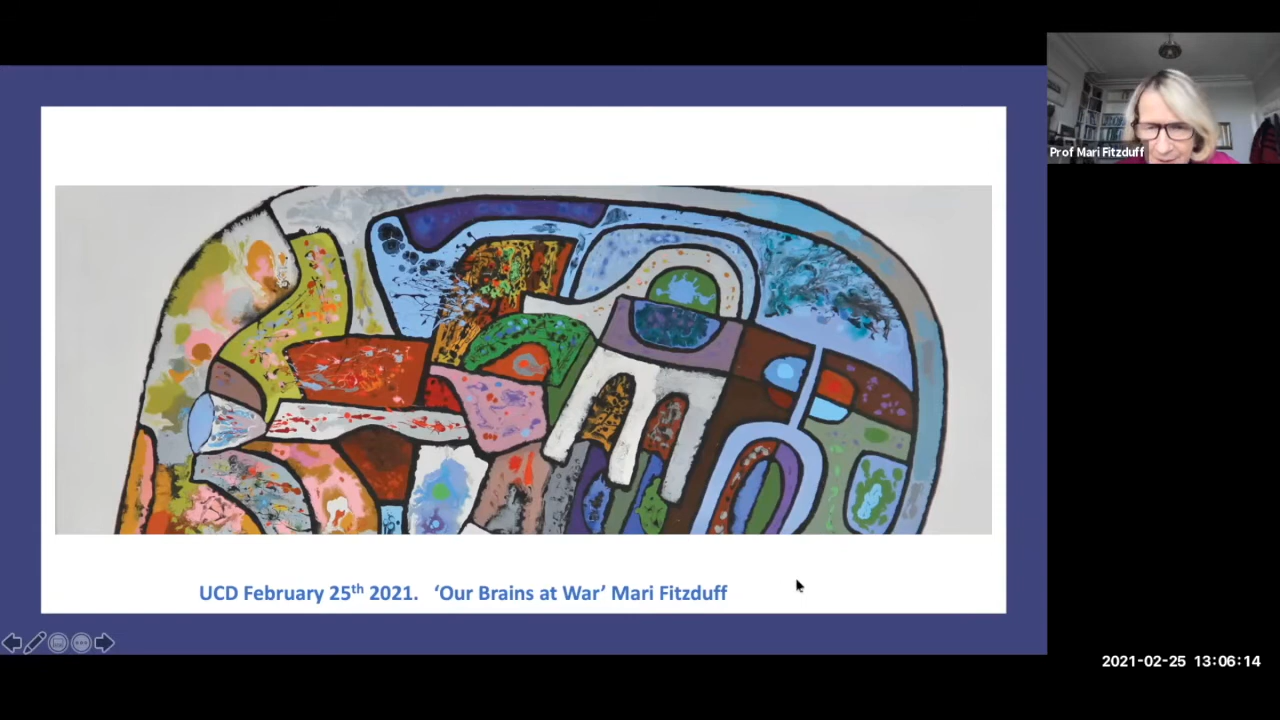 Prof Mari Fitzduff
UCD February 25th 2021. ‘Our Brains at War’ Mari Fitzduff
2021-02-25 13:06:14